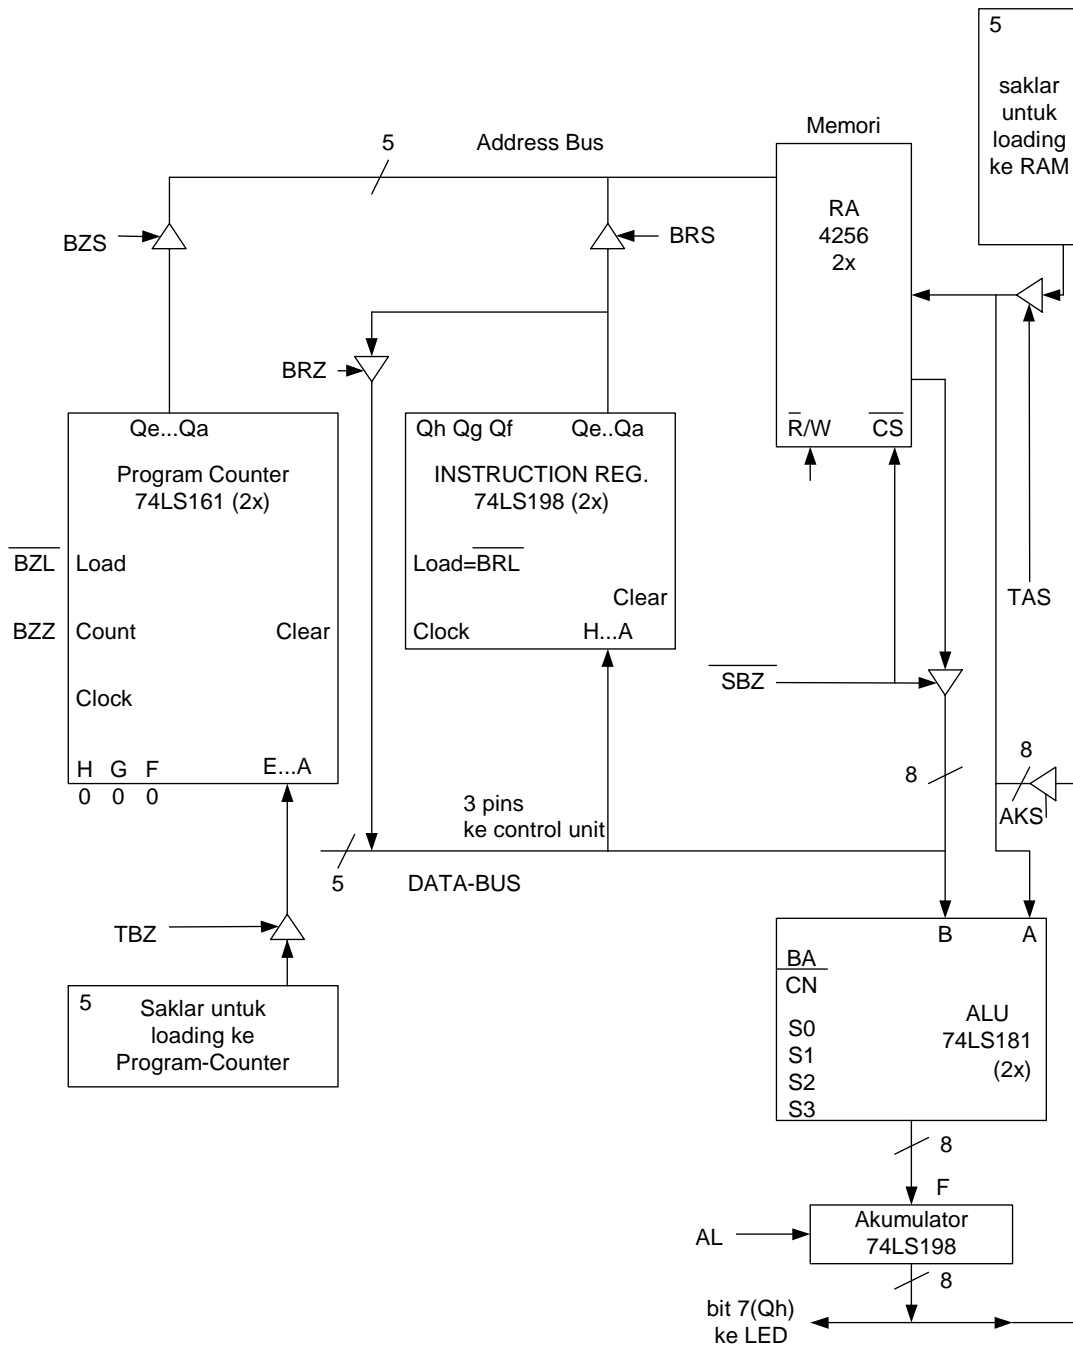 5
saklar
untuk
loading
ke RAM
5
Address Bus
Memori
RA
4256
2x
BZS
BRS
BRZ
R/W
CS
Qe...Qa
Program Counter
74LS161 (2x)
BZL
Load
BZZ
Count
Clear
Clock
H G F
0 0 0
E...A
Qh Qg Qf
Qe..Qa
INSTRUCTION REG.
74LS198 (2x)
Load=BRL
Clear
Clock
H...A
TAS
SBZ
8
8
AKS
3 pins
ke control unit
5
DATA-BUS
TBZ
5
Saklar untuk
loading ke
Program-Counter
B
A
BA
CN
S0
S1
S2
S3
ALU
74LS181
(2x)
8
F
AL
Akumulator
74LS198
8
bit 7(Qh)
ke LED